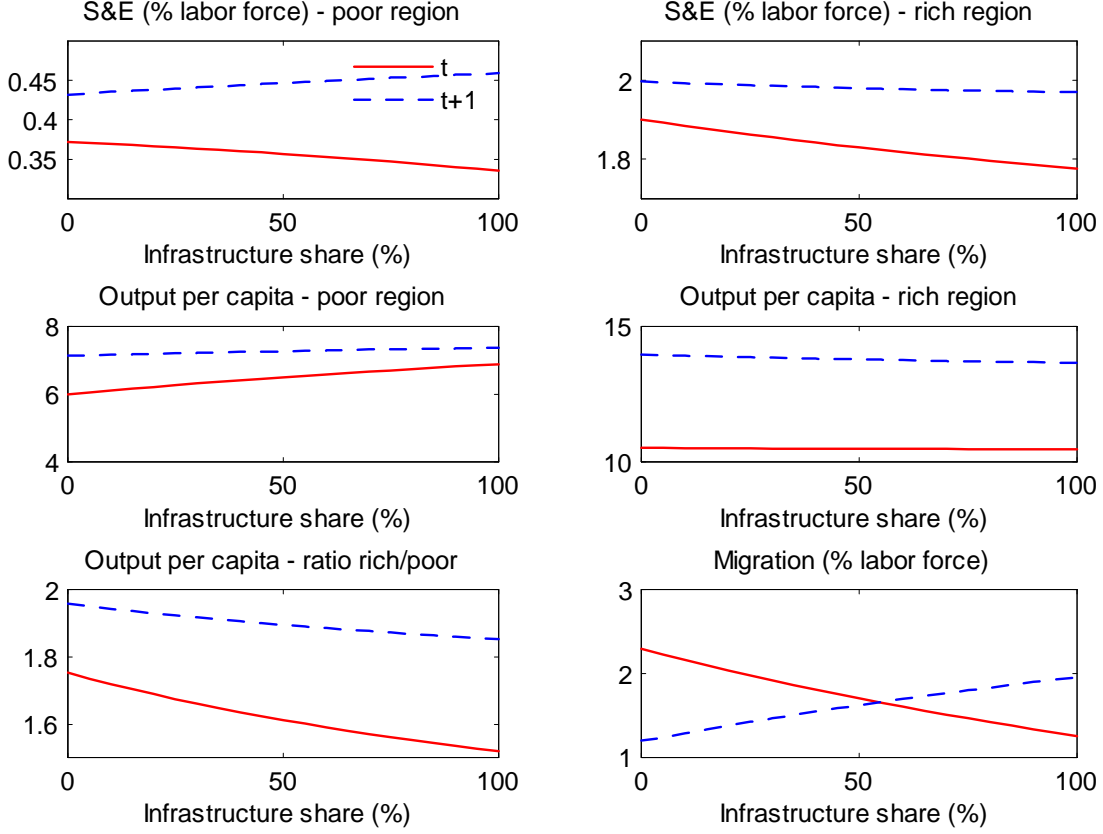 S&E (% labor force) - poor region
0.45
0.4
0.35
t
t+1
0 50 100
Infrastructure share (%)
S&E (% labor force) - rich region
2
1.8
0 50 100
Infrastructure share (%)
Output per capita - poor region
8
6
4
0 50 100
Infrastructure share (%)
Output per capita - rich region
15
10
0 50 100
Infrastructure share (%)
Output per capita - ratio rich/poor
2
1.8
1.6
0 50 100
Infrastructure share (%)
Migration (% labor force)
3
2
1
0 50 100
Infrastructure share (%)